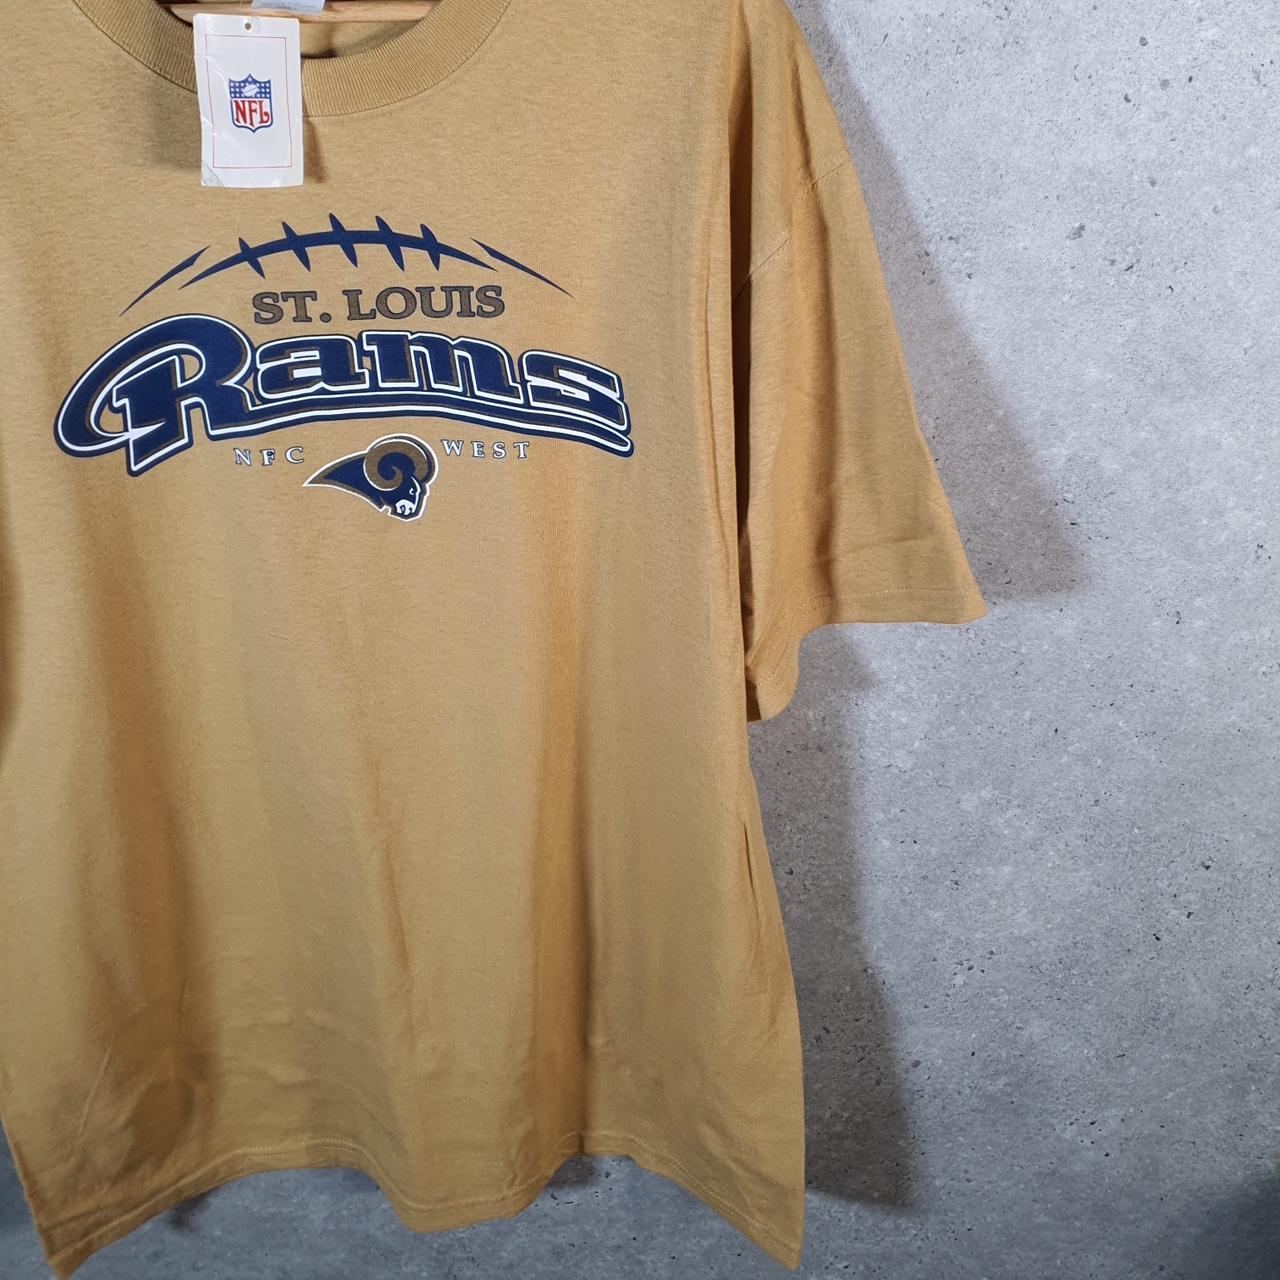 NFL
ST. LOUIS
Rams
NFC WEST